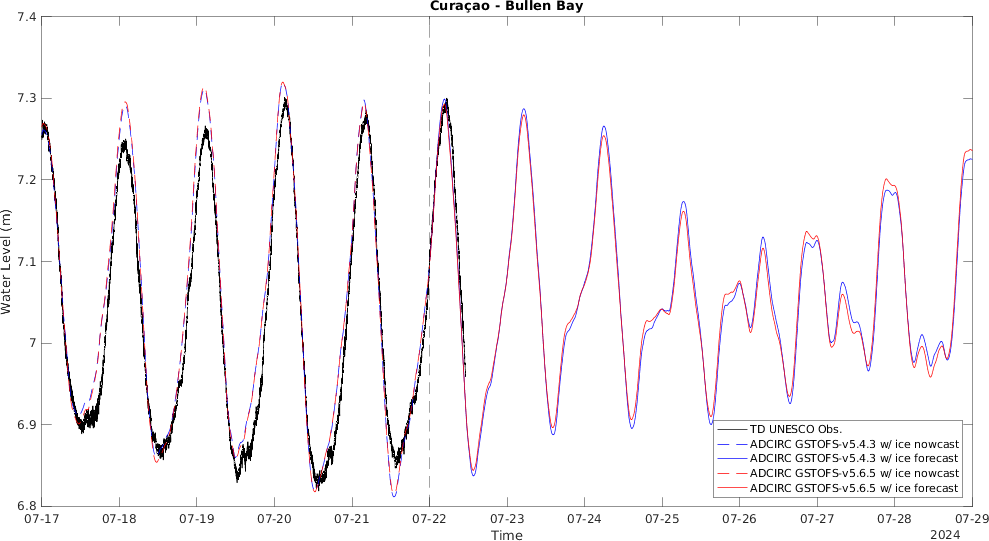 Curaçao - Bullen Bay
7.4
7.3
7.2
7.1
7
6.9
6.8
Water Level (m)
TD UNESCO Obs.
ADCIRC GSTOFS-v5.4.3 w/ ice nowcast
ADCIRC GSTOFS-v5.4.3 w/ ice forecast
ADCIRC GSTOFS-v5.6.5 w/ ice nowcast
ADCIRC GSTOFS-v5.6.5 w/ ice forecast
07-17 07-18 07-19 07-20 07-21 07-22 07-23 07-24 07-25 07-26 07-27 07-28 07-29
Time
2024